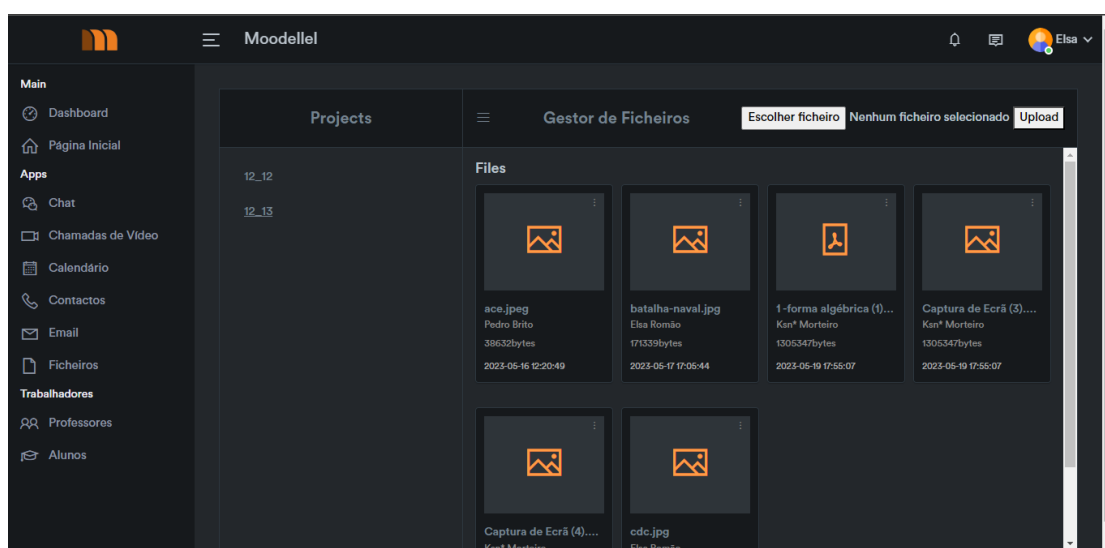 Moodellel
Elsa
Main
Dashboard
Página Inicial
Apps
Chat
Chamadas de Vídeo
Calendário
Contactos
Email
Ficheiros
Trabalhadores
Professores
Alunos
Projects
12_12
12_13
Gestor de Ficheiros
Escolher ficheiro Nenhum ficheiro selecionado Upload
Files
ace.jpeg
Pedro Brito
38632bytes
2023-05-16 12:20:49
batalha-naval.jpg
Elsa Romão
171339bytes
2023-05-17 17:05:44
1-forma algébrica (1)...
Ksn* Morteiro
1305347bytes
2023-05-19 17:55:07
Captura de Ecrã (3)....
Ksn* Morteiro
1305347bytes
2023-05-19 17:55:07
Captura de Ecrã (4)....
Ksn* Morteiro
cdc.jpg
Elsa Romão